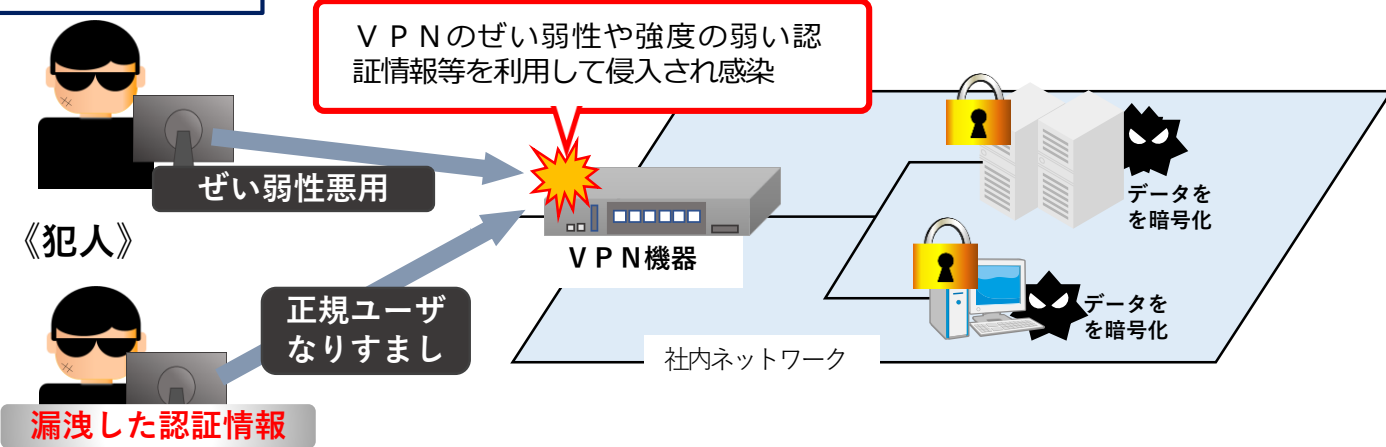 ＶＰＮのぜい弱性や強度の弱い認
証情報等を利用して侵入され感染
ぜい弱性悪用
《犯人》
ＶＰＮ機器
データを
を暗号化
正規ユーザ
なりすまし
データを
を暗号化
社内ネットワーク
漏洩した認証情報